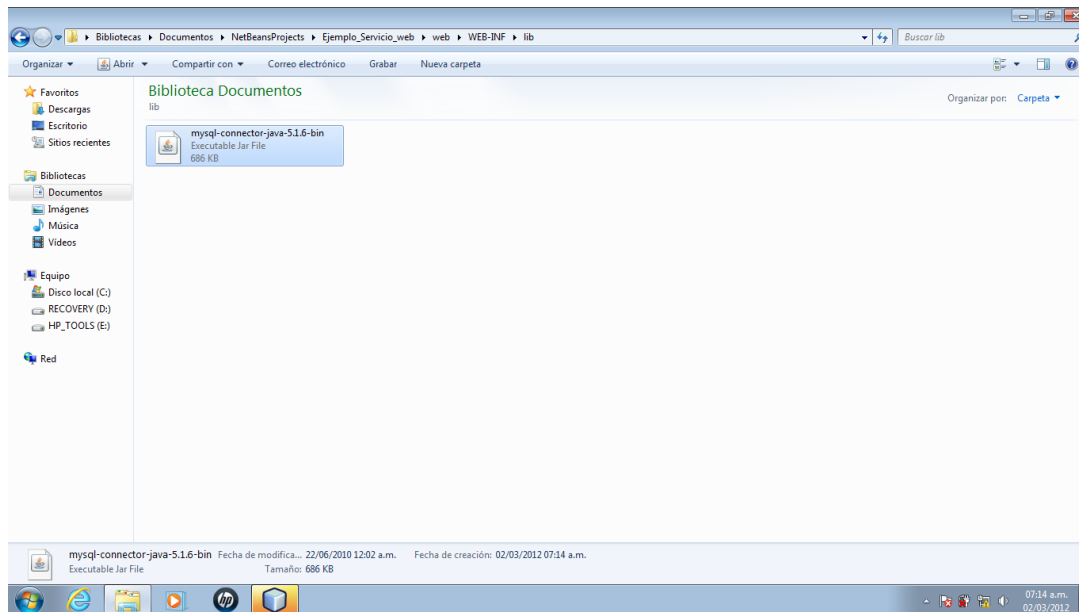 Bibliotecas Documentos NetBeansProjects Ejemplo_Servicio_web web WEB-INF lib
Buscar lib
Organizar Abrir Compartir con Correo electrónico Grabar Nueva carpeta
Favoritos
Descargas
Escritorio
Sitios recientes
Bibliotecas
Documentos
Imágenes
Música
Vídeos
Equipo
Disco local (C:)
RECOVERY (D:)
HP_TOOLS (E:)
Red
Biblioteca Documentos
lib
Organizar por: Carpeta
mysql-connector-java-5.1.6-bin
Executable Jar File
686 KB
mysql-connector-java-5.1.6-bin Fecha de modifica... 22/06/2010 12:02 a.m. Fecha de creación: 02/03/2012 07:14 a.m.
Executable Jar File Tamaño: 686 KB
hp
07:14 a.m.
02/03/2012